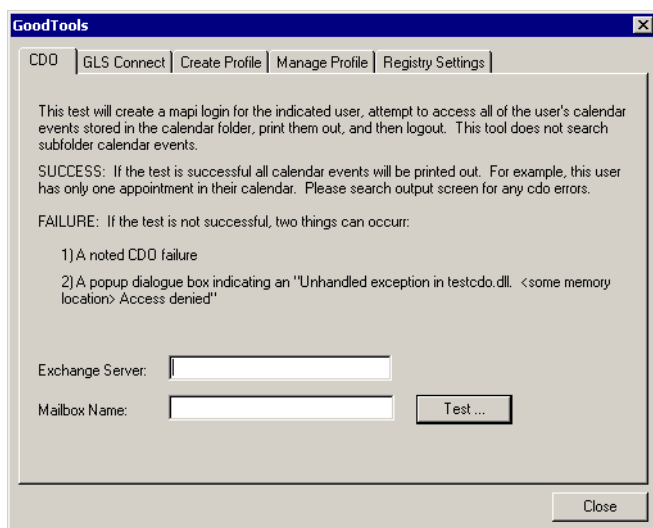 GoodTools
CDO
GLS Connect
Create Profile
Manage Profile
Registry Settings
This test will create a mapi login for the indicated user, attempt to access all of the user's calendar
events stored in the calendar folder, print them out, and then logout. This tool does not search
subfolder calendar events.
SUCCESS: If the test is successful all calendar events will be printed out. For example, this user
has only one appointment in their calendar. Please search output screen for any cdo errors.
FAILURE: If the test is not successful, two things can occurr:
1) A noted CDO failure
2) A popup dialogue box indicating an "Unhandled exception in testcdo.dll. <some memory
location> Access denied"
Exchange Server:
Mailbox Name:
Test ...
Close